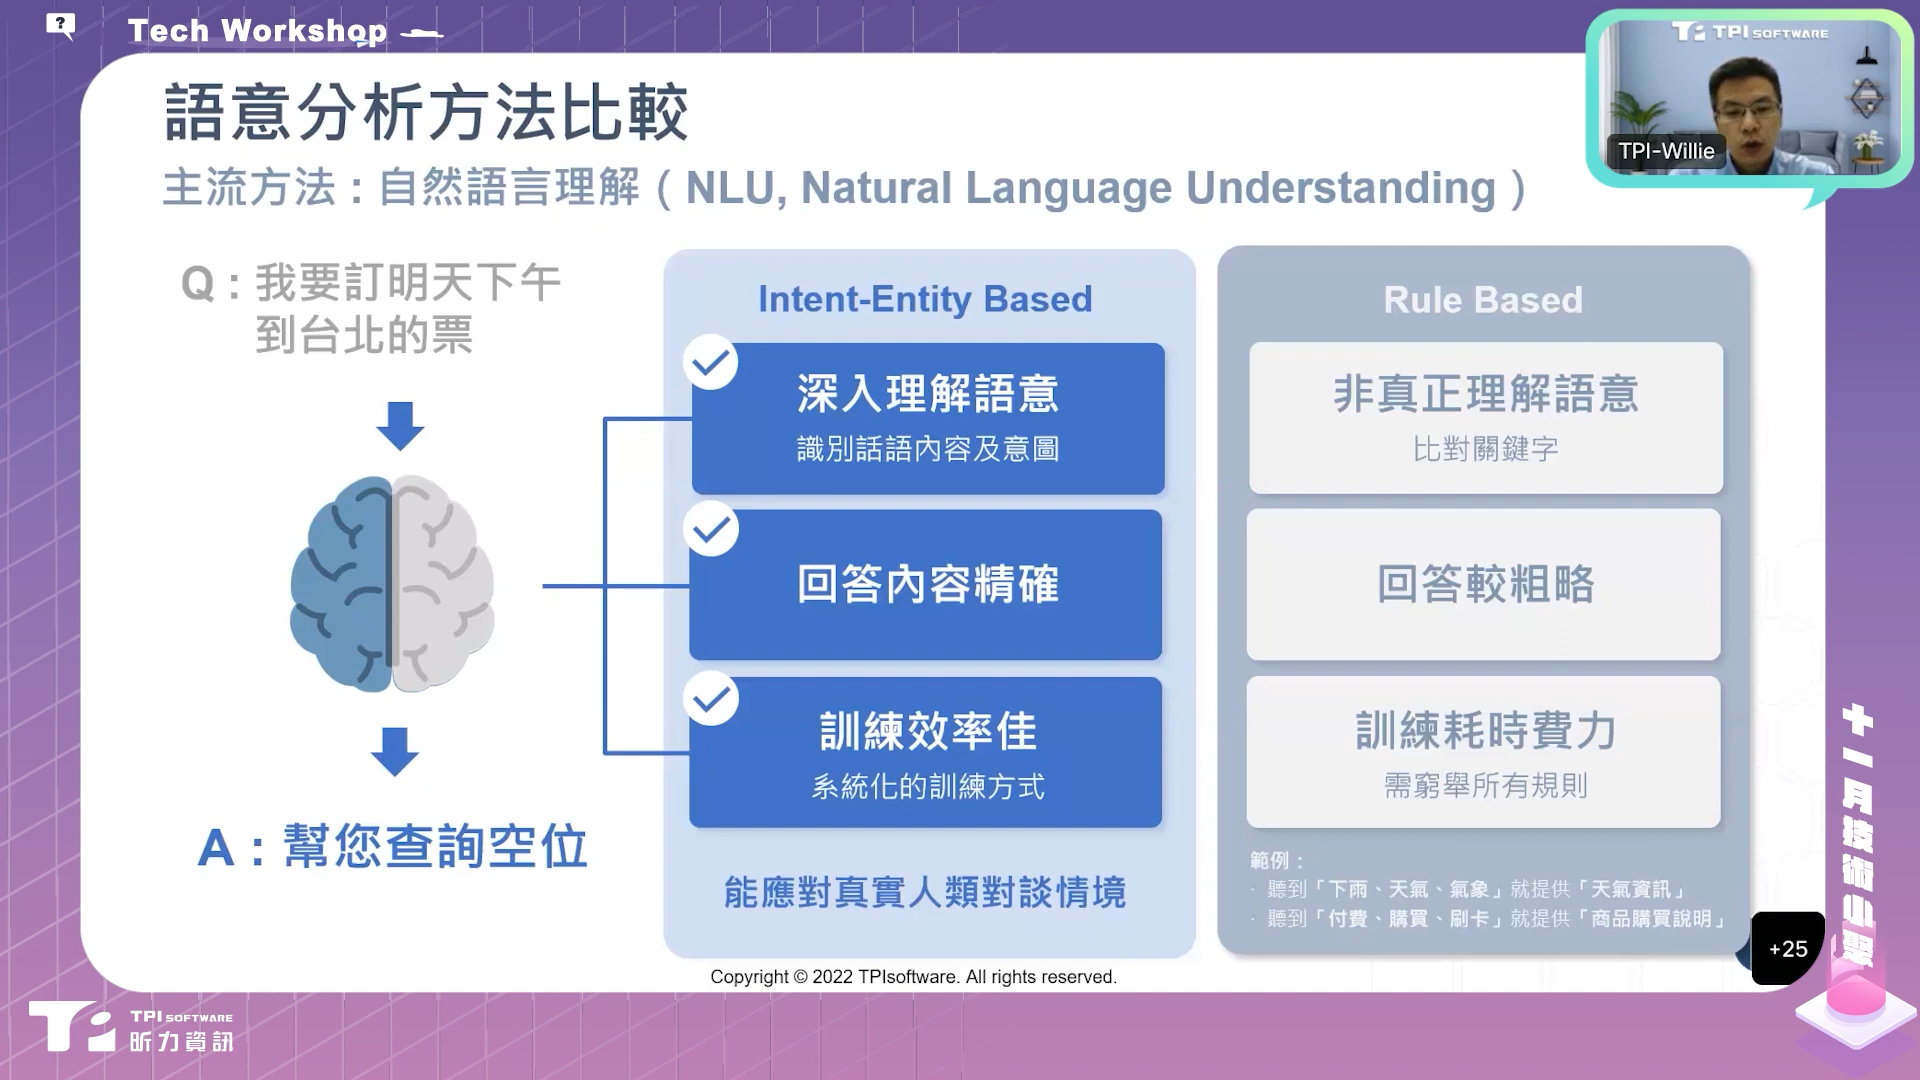 Tech Workshop
TPI SOFTWARE
TPI-Willie
語意分析方法比較
主流方法 : 自然語言理解 ( NLU, Natural Language Understanding )
Q : 我要訂明天下午
到台北的票
A : 幫您查詢空位
Intent-Entity Based
深入理解語意
識別話語內容及意圖
回答內容精確
訓練效率佳
系統化的訓練方式
能應對真實人類對談情境
Rule Based
非真正理解語意
比對關鍵字
回答較粗略
訓練耗時費力
需窮舉所有規則
範例 :
· 聽到「下雨、天氣、氣象」就提供「天氣資訊」
· 聽到「付費、購買、刷卡」就提供「商品購買說明」
+25
十一月技術小聚
Copyright © 2022 TPIsoftware. All rights reserved.
TPI SOFTWARE
昕力資訊